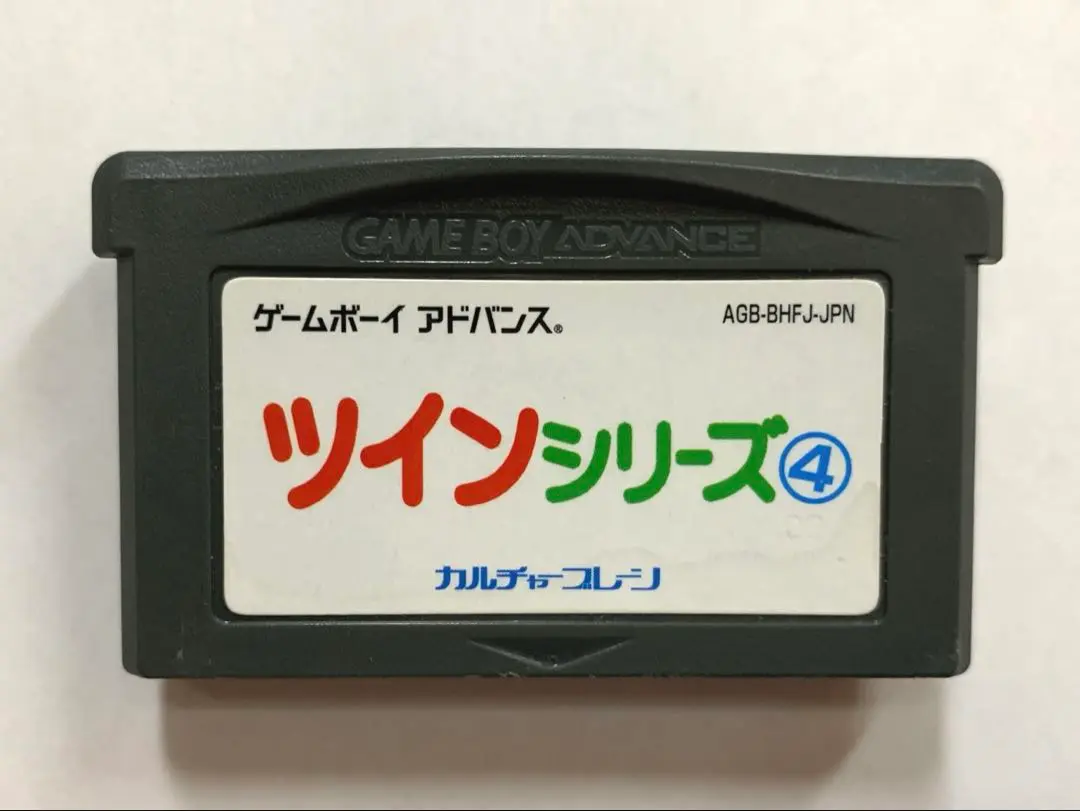 GAME BOY ADVANCE
ゲームボーイ アドバンス® AGB-BHFJ-JPN
ツインシリーズ④
カルチャーブレーン